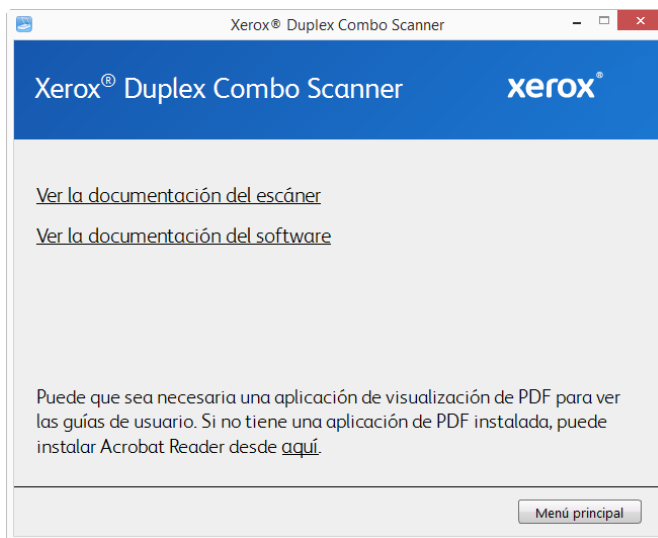 Xerox® Duplex Combo Scanner
Xerox® Duplex Combo Scanner
xerox®
Ver la documentación del escáner
Ver la documentación del software
Puede que sea necesaria una aplicación de visualización de PDF para ver
las guías de usuario. Si no tiene una aplicación de PDF instalada, puede
instalar Acrobat Reader desde aquí.
Menú principal